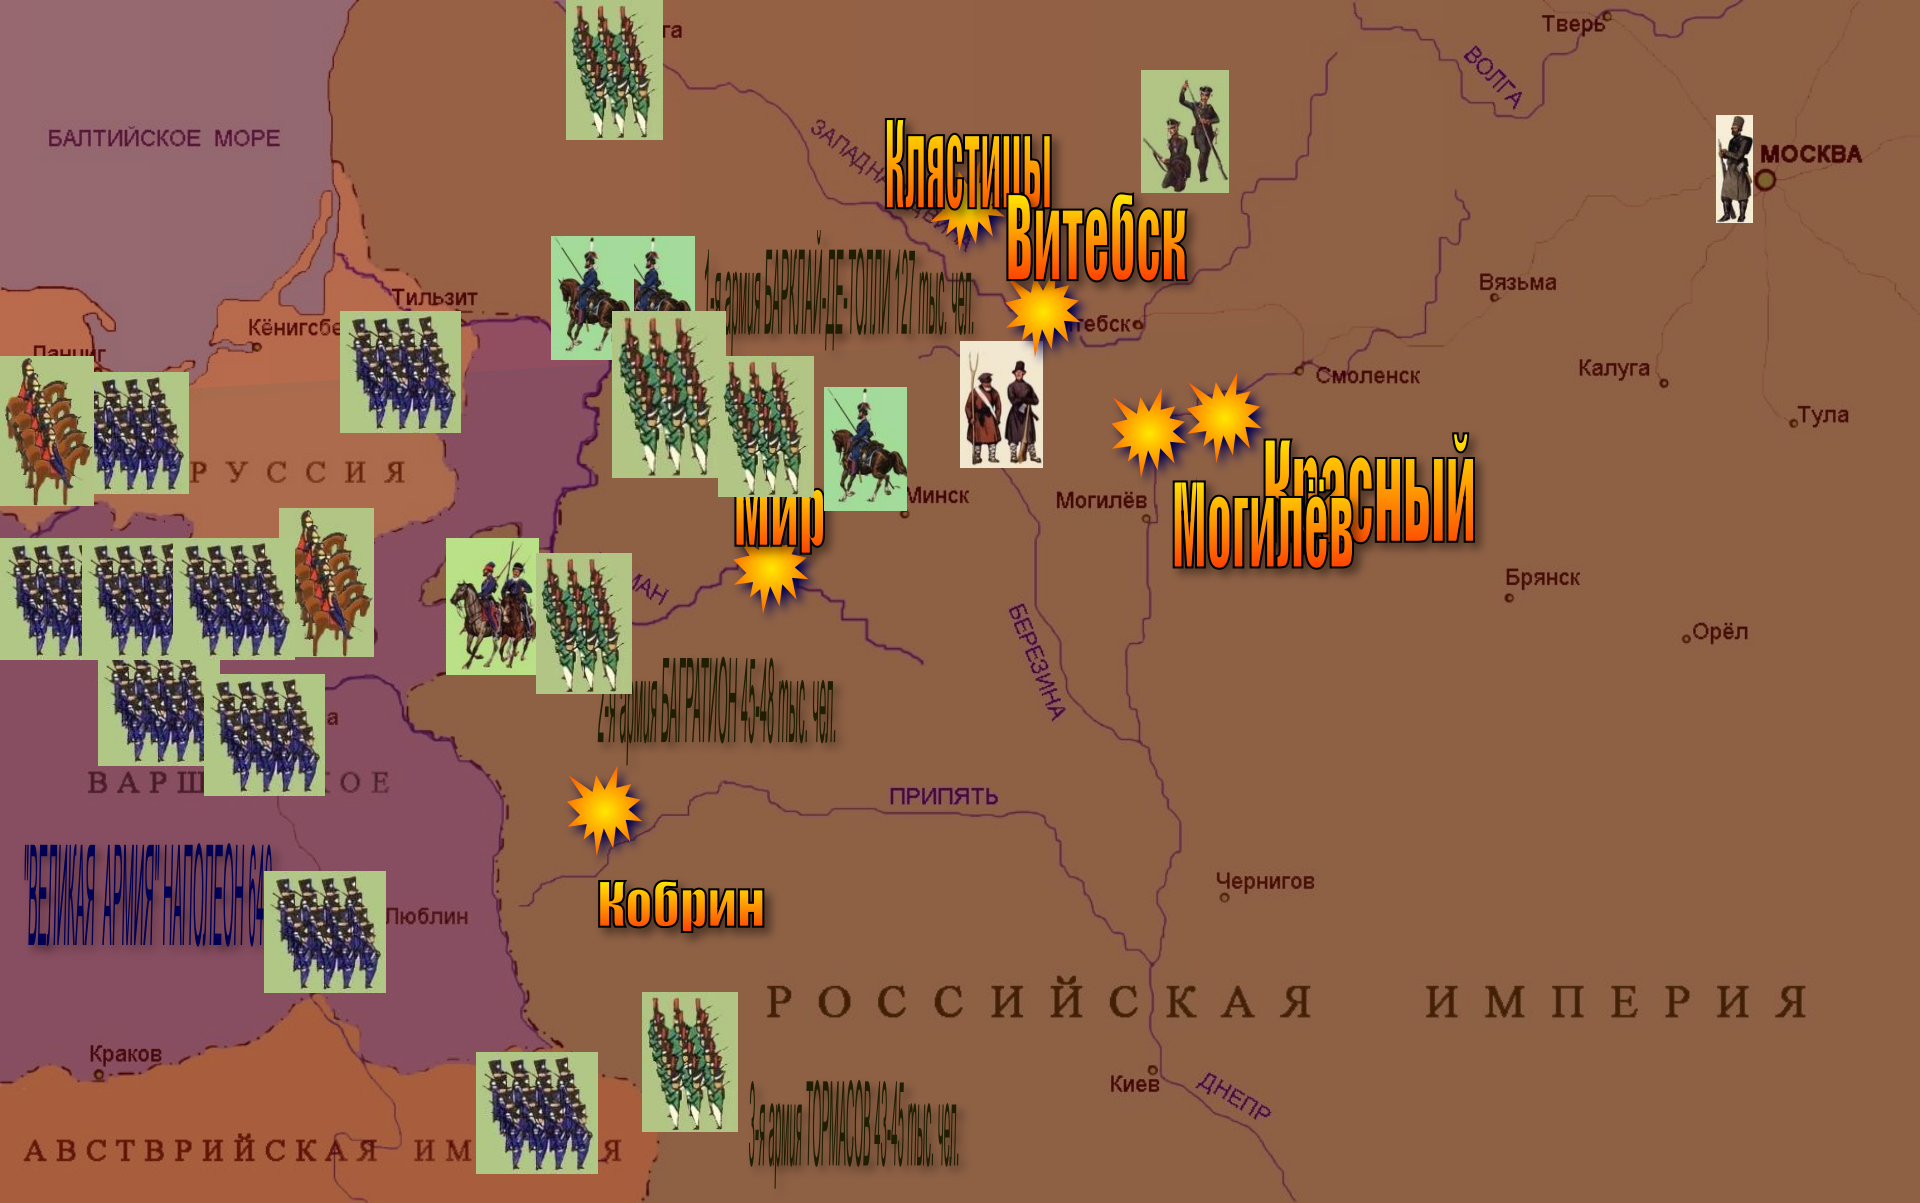 Тверь
ВОЛГА
БАЛТИЙСКОЕ МОРЕ
МОСКВА
Клястицы
Витебск
1-я армия БАРКЛАЙ-ДЕ-ТОЛЛИ 127 тыс. чел.
Тильзит
Вязьма
Калуга
Смоленск
Тула
РУССИЯ
Минск
Могилёв
Красный
Могилёв
Мир
Брянск
Орёл
БЕРЕЗИНА
2-я армия БАГРАТИОН 45-48 тыс. чел.
ПРИПЯТЬ
"ВЕЛИКАЯ АРМИЯ" НАПОЛЕОН
Кобрин
Люблин
Чернигов
РОССИЙСКАЯ ИМПЕРИЯ
Краков
Киев
ДНЕПР
3-я армия ТОРМАСОВ 43-45 тыс. чел.
АВСТВРИЙСКАЯ ИМ Я